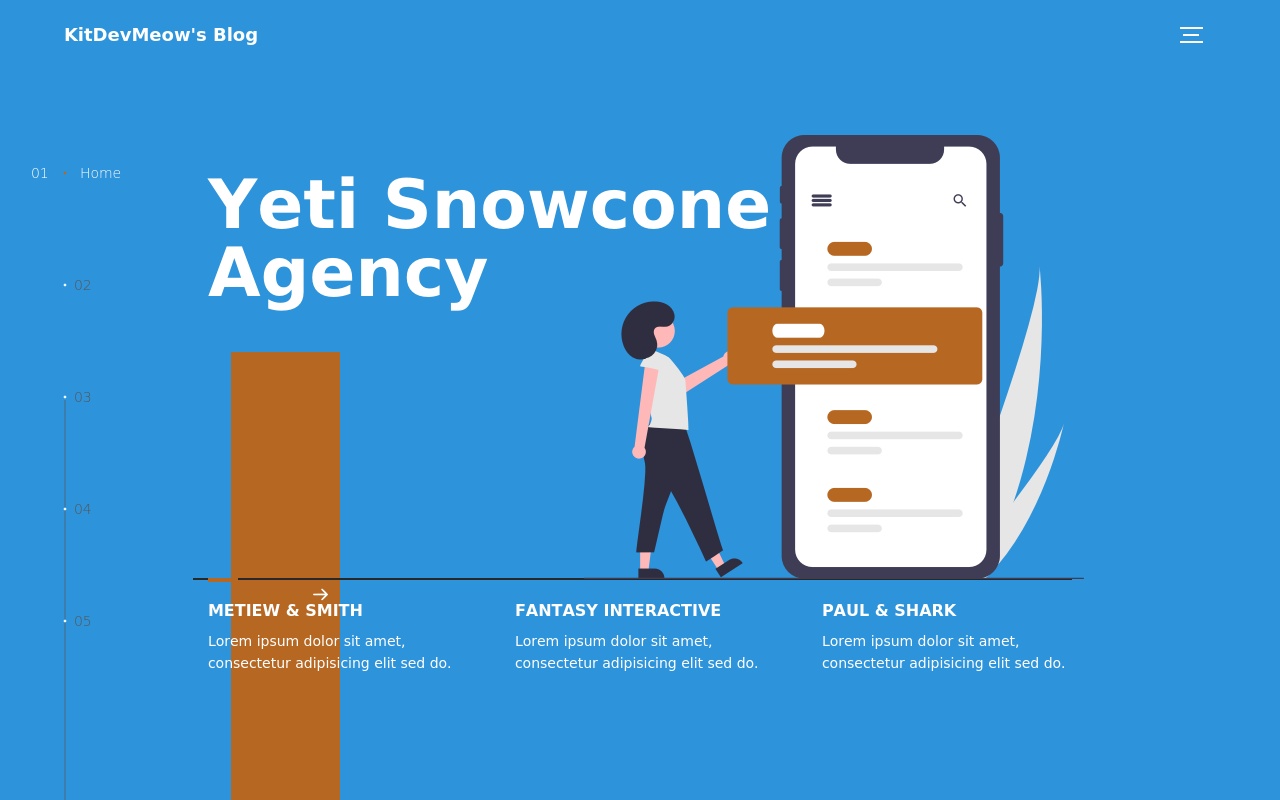 KitDevMeow's Blog
01 Home
Yeti Snowcone
Agency
02
03
04
05
METIEW & SMITH
Lorem ipsum dolor sit amet,
consectetur adipisicing elit sed do.
FANTASY INTERACTIVE
Lorem ipsum dolor sit amet,
consectetur adipisicing elit sed do.
PAUL & SHARK
Lorem ipsum dolor sit amet,
consectetur adipisicing elit sed do.